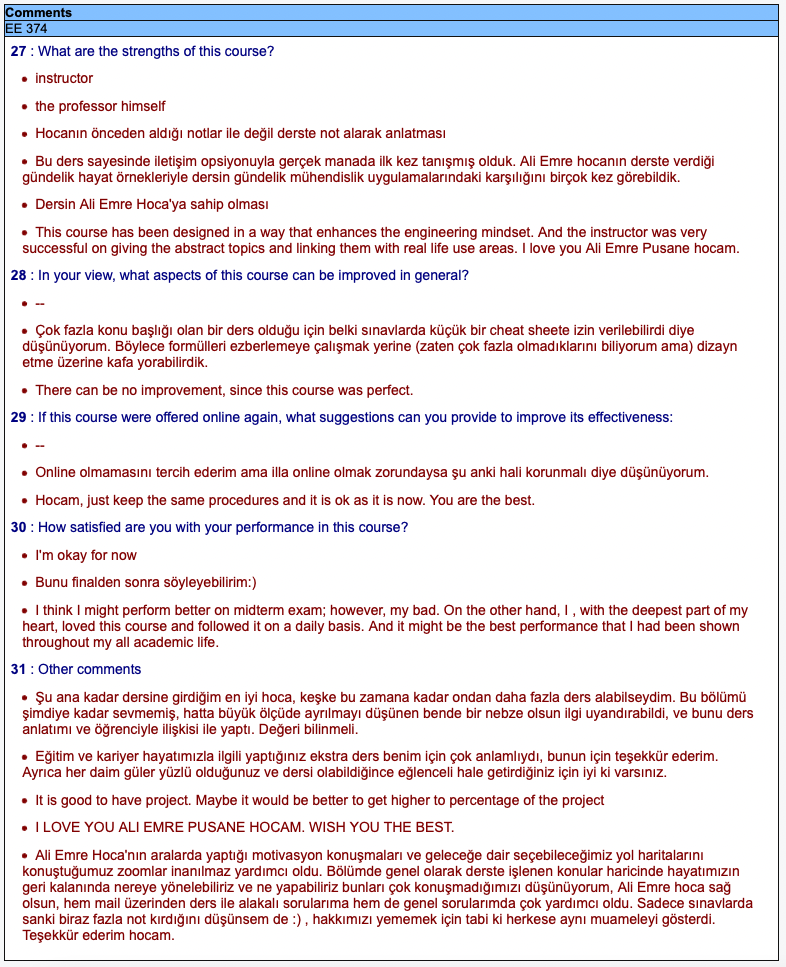 Comments
EE 374
27 : What are the strengths of this course?
• instructor
• the professor himself
• Hocanın önceden aldığı notlar ile değil derste not alarak anlatması
• Bu ders sayesinde iletişim opsiyonuyla gerçek manada ilk kez tanışmış olduk. Ali Emre hocanın derste verdiği
gündelik hayat örnekleriyle dersin gündelik mühendislik uygulamalarındaki karşılığını birçok kez görebildik.
• Dersin Ali Emre Hoca'ya sahip olması
• This course has been designed in a way that enhances the engineering mindset. And the instructor was very
successful on giving the abstract topics and linking them with real life use areas. I love you Ali Emre Pusane hocam.
28 : In your view, what aspects of this course can be improved in general?
• --
• Çok fazla konu başlığı olan bir ders olduğu için belki sınavlarda küçük bir cheat sheete izin verilebilirdi diye
düşünüyorum. Böylece formülleri ezberlemeye çalışmak yerine (zaten çok fazla olmadıklarını biliyorum ama) dizayn
etme üzerine kafa yorabilirdik.
• There can be no improvement, since this course was perfect.
29 : If this course were offered online again, what suggestions can you provide to improve its effectiveness:
• --
• Online olmamasını tercih ederim ama illa online olmak zorundaysa şu anki hali korunmalı diye düşünüyorum.
• Hocam, just keep the same procedures and it is ok as it is now. You are the best.
30 : How satisfied are you with your performance in this course?
• I'm okay for now
• Bunu finalden sonra söyleyebilirim:)
• I think I might perform better on midterm exam; however, my bad. On the other hand, I , with the deepest part of my
heart, loved this course and followed it on a daily basis. And it might be the best performance that I had been shown
throughout my all academic life.
31 : Other comments
• Şu ana kadar dersine girdiğim en iyi hoca, keşke bu zamana kadar ondan daha fazla ders alabilseydim. Bu bölümü
şimdiye kadar sevmemiş, hatta büyük ölçüde ayrılmayı düşünen bende bir nebze olsun ilgi uyandırabildi, ve bunu ders
anlatımı ve öğrenciyle ilişkisi ile yaptı. Değeri bilinmeli.
• Eğitim ve kariyer hayatımızla ilgili yaptığınız ekstra ders benim için çok anlamlıydı, bunun için teşekkür ederim.
Ayrıca her daim güler yüzlü olduğunuz ve dersi olabildiğince eğlenceli hale getirdiğiniz için iyi ki varsınız.
• It is good to have project. Maybe it would be better to get higher to percentage of the project
• I LOVE YOU ALI EMRE PUSANE HOCAM. WISH YOU THE BEST.
• Ali Emre Hoca'nın aralarda yaptığı motivasyon konuşmaları ve geleceğe dair seçebileceğimiz yol haritalarını
konuştuğumuz zoomlar inanılmaz yardımcı oldu. Bölümde genel olarak derste işlenen konular haricinde hayatımızın
geri kalanında nereye yönelebiliriz ve ne yapabiliriz bunları çok konuşmadığımızı düşünüyorum, Ali Emre hoca sağ
olsun, hem mail üzerinden ders ile alakalı sorularıma hem de genel sorularımda çok yardımcı oldu. Sadece sınavlarda
sanki biraz fazla not kırdığını düşünsem de :) , hakkımızı yememek için tabi ki herkese aynı muameleyi gösterdi.
Teşekkür ederim hocam.